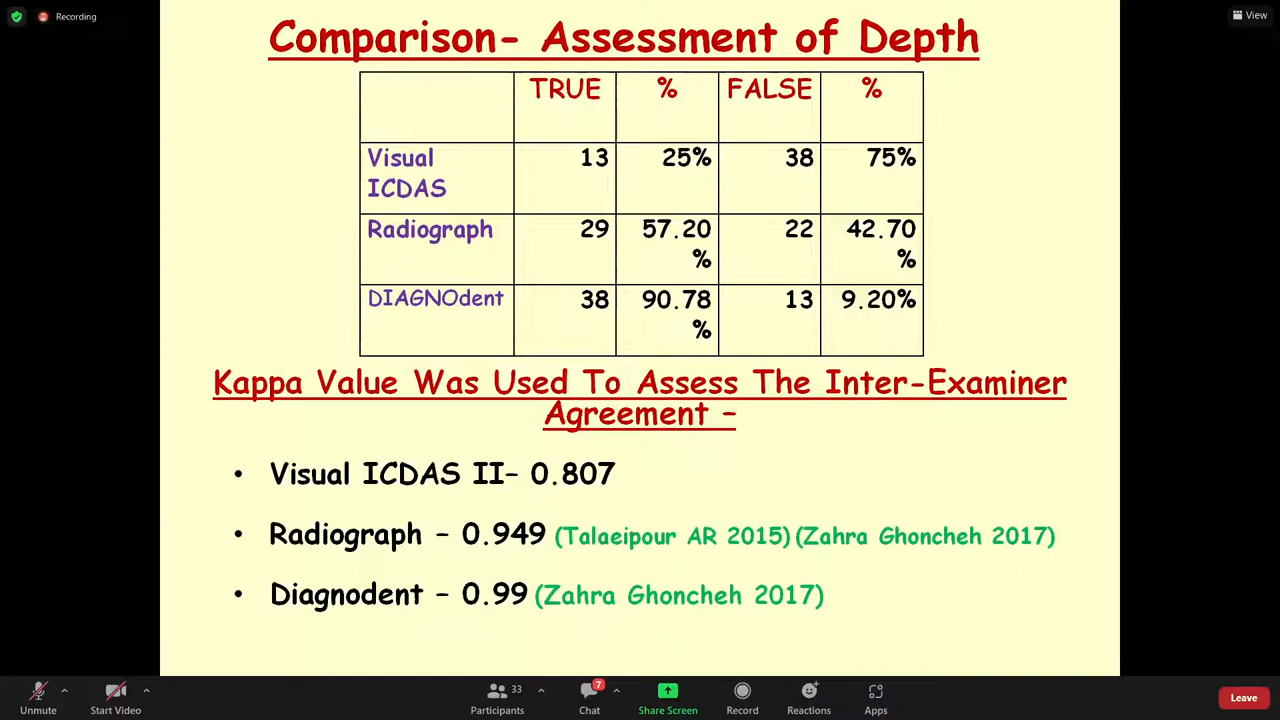 Recording
View
Comparison- Assessment of Depth
TRUE % FALSE %
Visual ICDAS 13 25% 38 75%
Radiograph 29 57.20 % 22 42.70 %
DIAGNOdent 38 90.78 % 13 9.20%
Kappa Value Was Used To Assess The Inter-Examiner
Agreement –
• Visual ICDAS II– 0.807
• Radiograph – 0.949 (Talaeipour AR 2015) (Zahra Ghoncheh 2017)
• Diagnodent – 0.99 (Zahra Ghoncheh 2017)
33 7
Unmute Start Video Participants Chat Share Screen Record Reactions Apps Leave